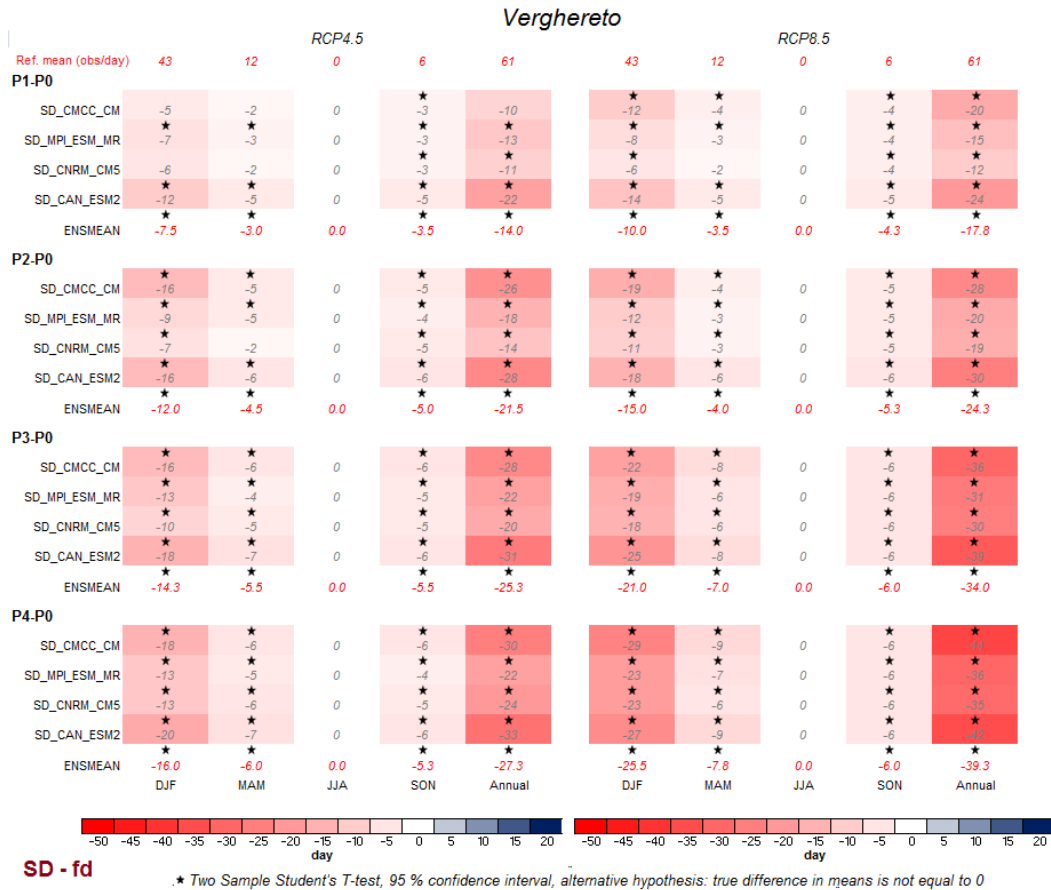 Verghereto
RCP4.5 RCP8.5
Ref. mean (obs/day) 43 12 0 6 61 43 12 0 6 61
P1-P0
SD_CMCC_CM -5 -2 0 -3 -10 -12 -4 0 -4 -20
SD_MPI_ESM_MR -7 -3 0 -3 -13 -8 -3 0 -4 -15
SD_CNRM_CM5 -6 -2 0 -3 -11 -6 -2 0 -4 -12
SD_CAN_ESM2 -12 -5 0 -5 -22 -14 -5 0 -5 -24
ENSMEAN -7.5 -3.0 0.0 -3.5 -14.0 -10.0 -3.5 0.0 -4.3 -17.8
P2-P0
SD_CMCC_CM -16 -5 0 -5 -26 -19 -4 0 -5 -28
SD_MPI_ESM_MR -9 -5 0 -4 -18 -12 -3 0 -5 -20
SD_CNRM_CM5 -7 -2 0 -5 -14 -11 -3 0 -5 -19
SD_CAN_ESM2 -16 -6 0 -6 -28 -18 -6 0 -6 -30
ENSMEAN -12.0 -4.5 0.0 -5.0 -21.5 -15.0 -4.0 0.0 -5.3 -24.3
P3-P0
SD_CMCC_CM -16 -6 0 -6 -28 -22 -8 0 -6 -36
SD_MPI_ESM_MR -13 -4 0 -5 -22 -19 -6 0 -6 -31
SD_CNRM_CM5 -10 -5 0 -5 -20 -18 -6 0 -6 -30
SD_CAN_ESM2 -18 -7 0 -6 -31 -25 -8 0 -6 -39
ENSMEAN -14.3 -5.5 0.0 -5.5 -25.3 -21.0 -7.0 0.0 -6.0 -34.0
P4-P0
SD_CMCC_CM -18 -6 0 -6 -30 -29 -9 0 -6 -44
SD_MPI_ESM_MR -13 -5 0 -4 -22 -23 -7 0 -6 -36
SD_CNRM_CM5 -13 -6 0 -5 -24 -23 -6 0 -6 -35
SD_CAN_ESM2 -20 -7 0 -6 -33 -27 -9 0 -6 -42
ENSMEAN -16.0 -6.0 0.0 -5.3 -27.3 -25.5 -7.8 0.0 -6.0 -39.3
DJF MAM JJA SON Annual DJF MAM JJA SON Annual
-50 -45 -40 -35 -30 -25 -20 -15 -10 -5 0 5 10 15 20 -50 -45 -40 -35 -30 -25 -20 -15 -10 -5 0 5 10 15 20
day day
SD - fd
.★ Two Sample Student's T-test, 95 % confidence interval, alternative hypothesis: true difference in means is not equal to 0